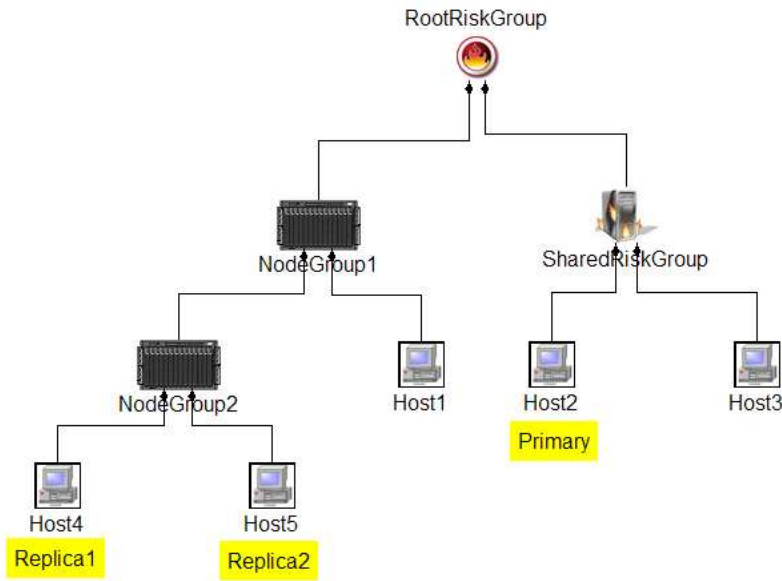 RootRiskGroup
NodeGroup1
SharedRiskGroup
NodeGroup2
Host1
Host2
Host3
Primary
Host4
Host5
Replica1
Replica2